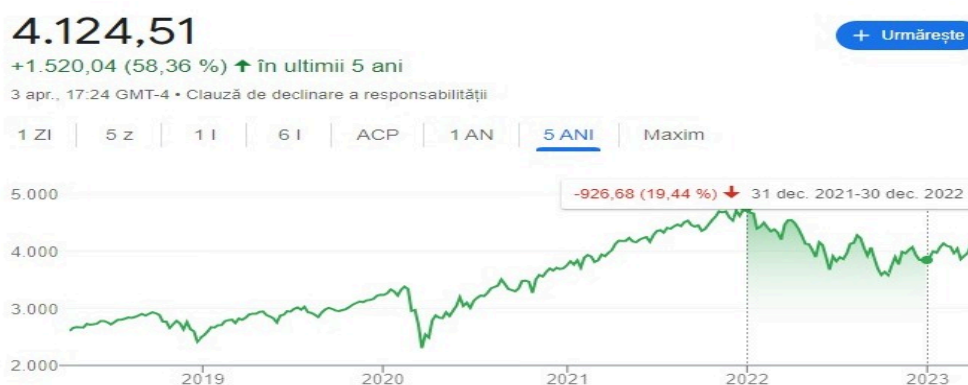 4.124,51
+ Urmărește
+1.520,04 (58,36 %) ↑ în ultimii 5 ani
3 apr., 17:24 GMT-4 • Clauză de declinare a responsabilității
1 ZI 5 z 1 l 6 l ACP 1 AN 5 ANI Maxim
-926,68 (19,44 %) ↓ 31 dec. 2021-30 dec. 2022
5.000
4.000
3.000
2.000
2019 2020 2021 2022 2023